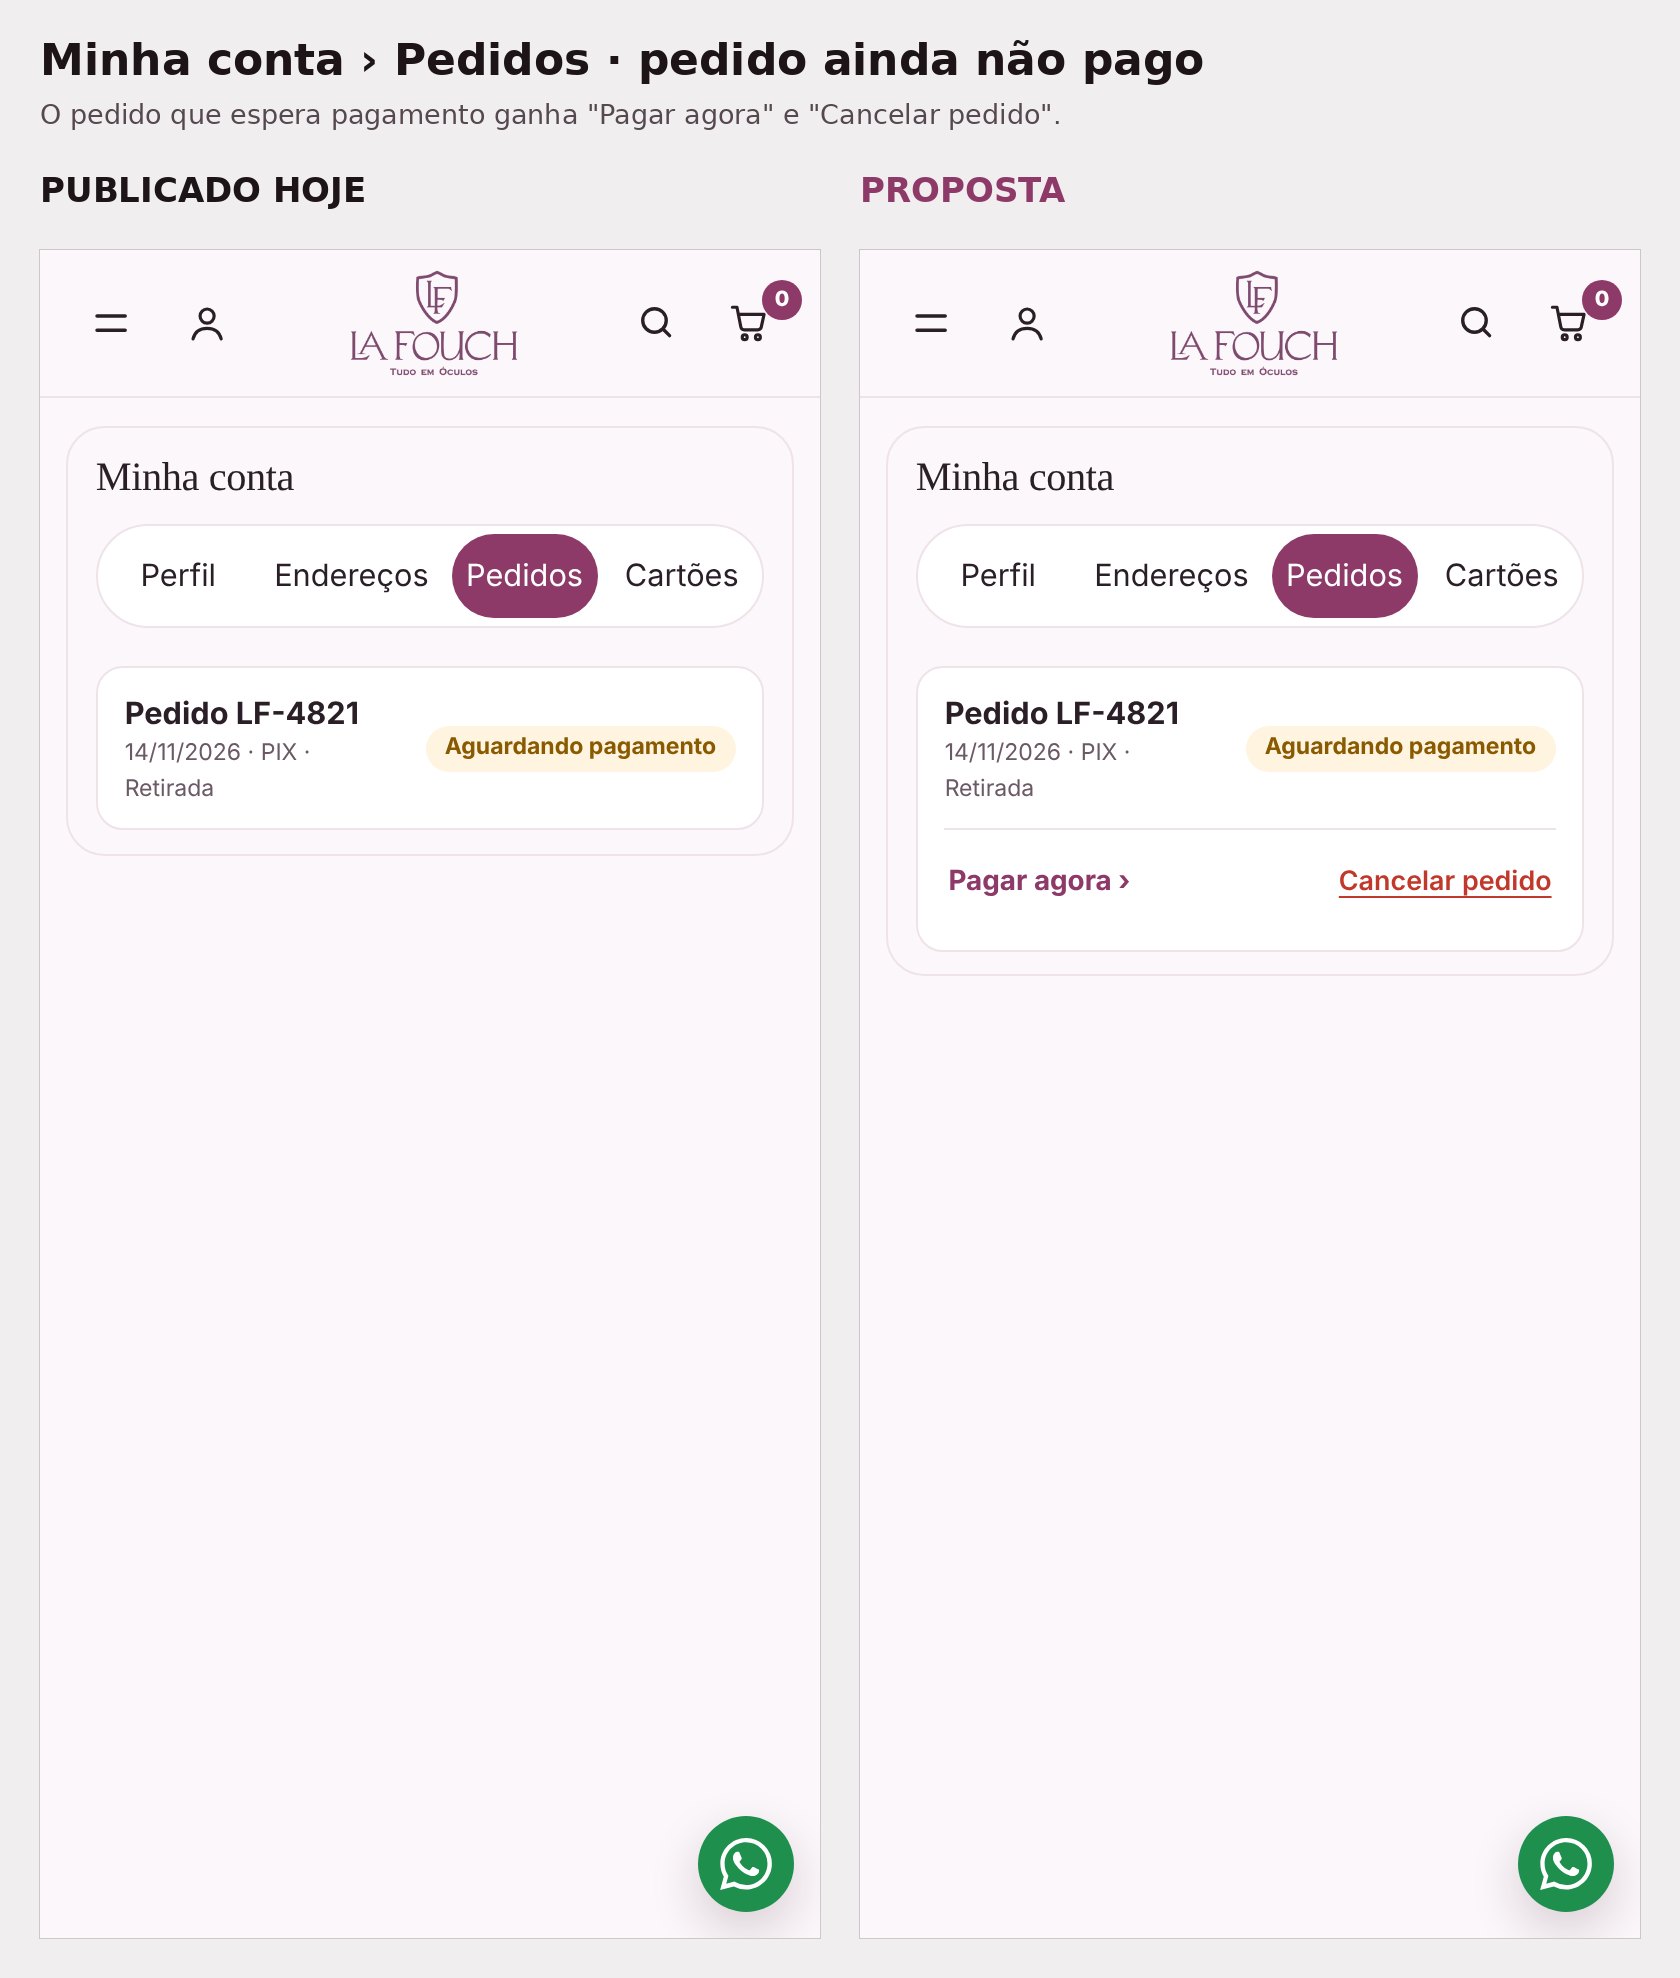 Minha conta › Pedidos · pedido ainda não pago
O pedido que espera pagamento ganha "Pagar agora" e "Cancelar pedido".
PUBLICADO HOJE
LF
LA FOUCH
TUDO EM ÓCULOS
0
Minha conta
Perfil Endereços Pedidos Cartões
Pedido LF-4821
14/11/2026 · PIX ·
Retirada
Aguardando pagamento
PROPOSTA
LF
LA FOUCH
TUDO EM ÓCULOS
0
Minha conta
Perfil Endereços Pedidos Cartões
Pedido LF-4821
14/11/2026 · PIX ·
Retirada
Aguardando pagamento
Pagar agora ›
Cancelar pedido